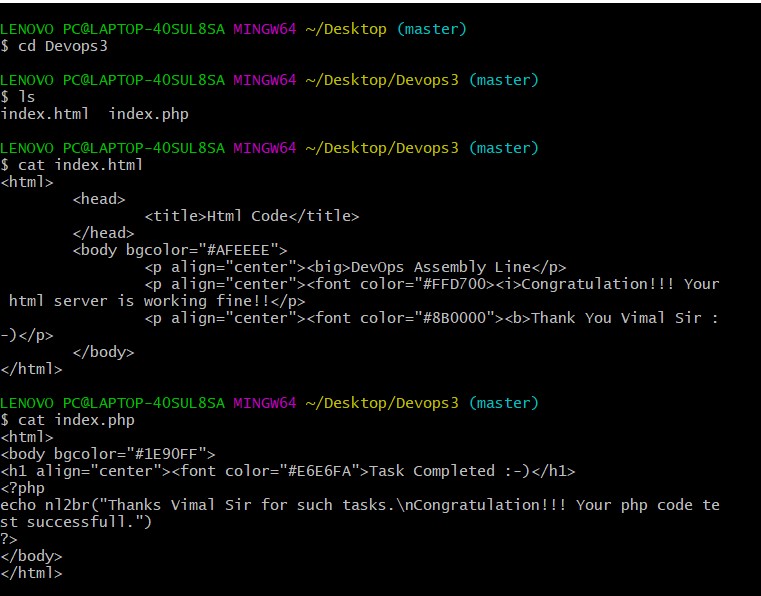 LENOVO PC@LAPTOP-4OSUL8SA MINGW64 ~/Desktop (master)
$ cd Devops3
LENOVO PC@LAPTOP-4OSUL8SA MINGW64 ~/Desktop/Devops3 (master)
$ ls
index.html  index.php
LENOVO PC@LAPTOP-4OSUL8SA MINGW64 ~/Desktop/Devops3 (master)
$ cat index.html
<html>
        <head>
                <title>Html Code</title>
        </head>
        <body bgcolor="#AFEEEE">
                <p align="center"><big>DevOps Assembly Line</p>
                <p align="center"><font color="#FFD700><i>Congratulation!!! Your
 html server is working fine!!</p>
                <p align="center"><font color="#8B0000"><b>Thank You Vimal Sir :
-)</p>
        </body>
</html>
LENOVO PC@LAPTOP-4OSUL8SA MINGW64 ~/Desktop/Devops3 (master)
$ cat index.php
<html>
<body bgcolor="#1E90FF">
<h1 align="center"><font color="#E6E6FA">Task Completed :-)</h1>
<?php
echo nl2br("Thanks Vimal Sir for such tasks.\nCongratulation!!! Your php code te
st successfull.")
?>
</body>
</html>